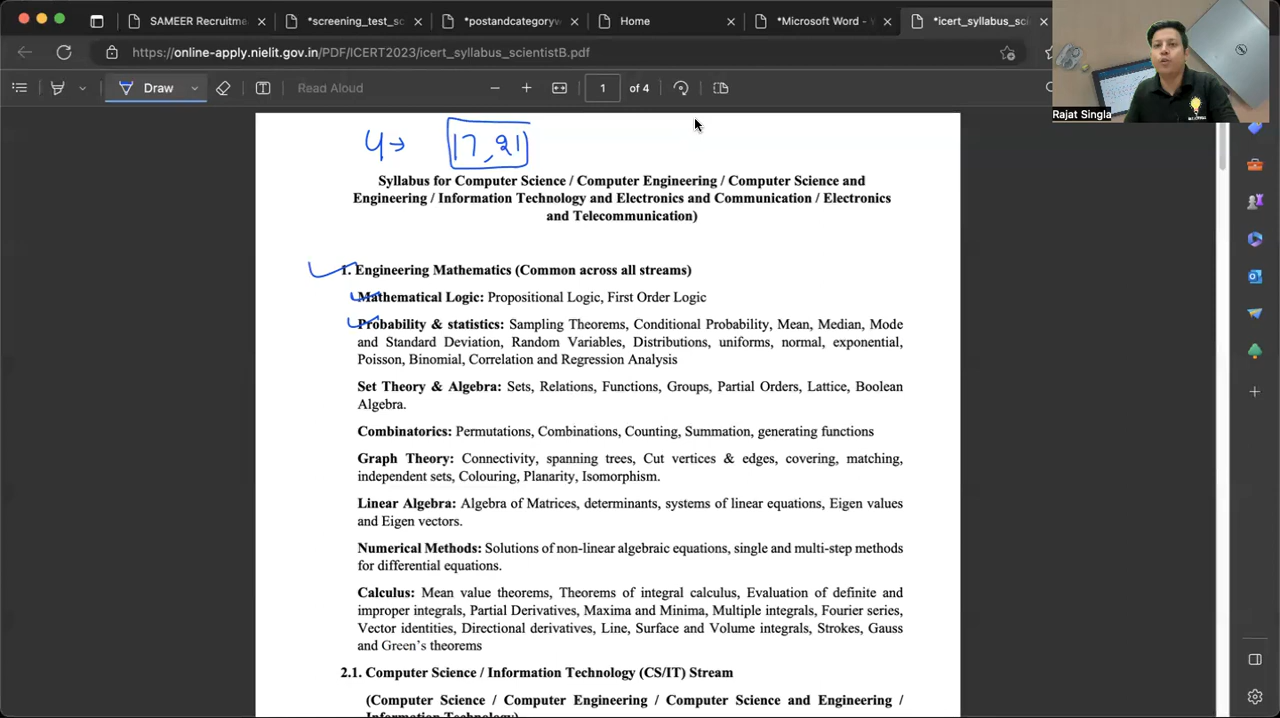 SAMEER Recruitme
*screening_test_sc
*postandcategoryw
Home
*Microsoft Word - 
*icert_syllabus_sci
https://online-apply.nielit.gov.in/PDF/ICERT2023/icert_syllabus_scientistB.pdf
Draw
Read Aloud
1 of 4
Rajat Singla
4 → 17, 21
Syllabus for Computer Science / Computer Engineering / Computer Science and
Engineering / Information Technology and Electronics and Communication / Electronics
and Telecommunication)
1. Engineering Mathematics (Common across all streams)
Mathematical Logic: Propositional Logic, First Order Logic
Probability & statistics: Sampling Theorems, Conditional Probability, Mean, Median, Mode
and Standard Deviation, Random Variables, Distributions, uniforms, normal, exponential,
Poisson, Binomial, Correlation and Regression Analysis
Set Theory & Algebra: Sets, Relations, Functions, Groups, Partial Orders, Lattice, Boolean
Algebra.
Combinatorics: Permutations, Combinations, Counting, Summation, generating functions
Graph Theory: Connectivity, spanning trees, Cut vertices & edges, covering, matching,
independent sets, Colouring, Planarity, Isomorphism.
Linear Algebra: Algebra of Matrices, determinants, systems of linear equations, Eigen values
and Eigen vectors.
Numerical Methods: Solutions of non-linear algebraic equations, single and multi-step methods
for differential equations.
Calculus: Mean value theorems, Theorems of integral calculus, Evaluation of definite and
improper integrals, Partial Derivatives, Maxima and Minima, Multiple integrals, Fourier series,
Vector identities, Directional derivatives, Line, Surface and Volume integrals, Strokes, Gauss
and Green's theorems
2.1. Computer Science / Information Technology (CS/IT) Stream
(Computer Science / Computer Engineering / Computer Science and Engineering /
Information Technology)